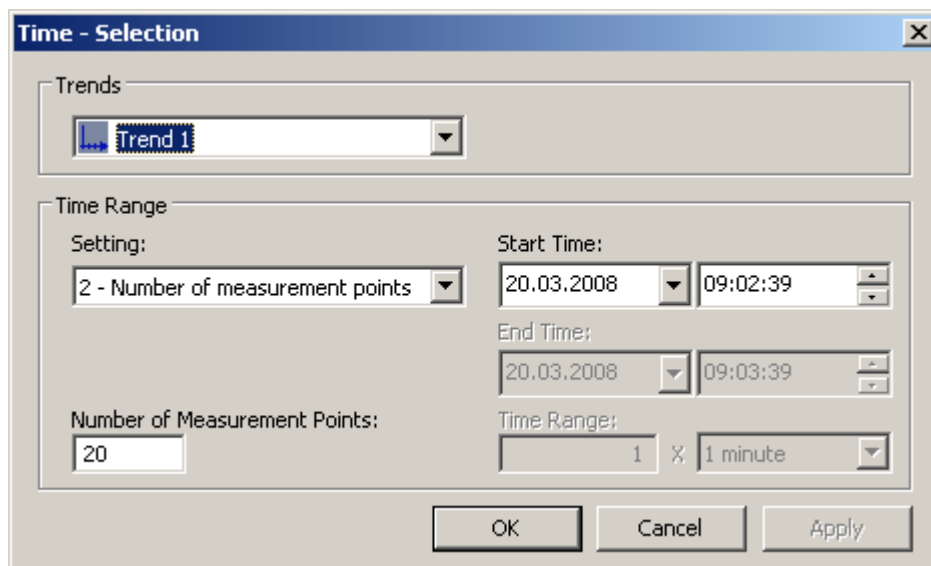 Time - Selection
Trends
Trend 1
Time Range
Setting:
Start Time:
2 - Number of measurement points
20.03.2008
09:02:39
End Time:
20.03.2008
09:03:39
Number of Measurement Points:
Time Range:
20
1 X 1 minute
OK
Cancel
Apply